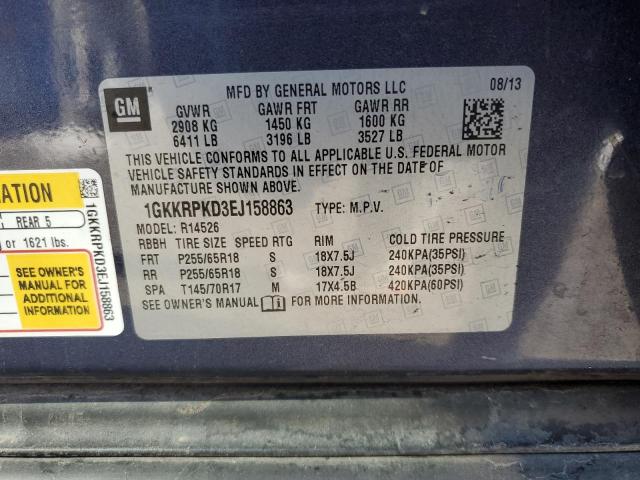 GM
MFD BY GENERAL MOTORS LLC
08/13
GVWR GAWR FRT GAWR RR
2908 KG 1450 KG 1600 KG
6411 LB 3196 LB 3527 LB
THIS VEHICLE CONFORMS TO ALL APPLICABLE U.S. FEDERAL MOTOR
VEHICLE SAFETY STANDARDS IN EFFECT ON THE DATE OF
MANUFACTURE SHOWN ABOVE.
1GKKRPKD3EJ158863 TYPE: M.P.V.
MODEL: R14526
RBBH TIRE SIZE SPEED RTG RIM COLD TIRE PRESSURE
FRT P255/65R18 S 18X7.5J 240KPA(35PSI)
RR P255/65R18 S 18X7.5J 240KPA(35PSI)
SPA T145/70R17 M 17X4.5B 420KPA(60PSI)
SEE OWNER'S MANUAL FOR MORE INFORMATION.
REAR 5
or 1621 lbs.
SEE OWNER'S
MANUAL FOR
ADDITIONAL
INFORMATION
1GKKRPKD3EJ158863